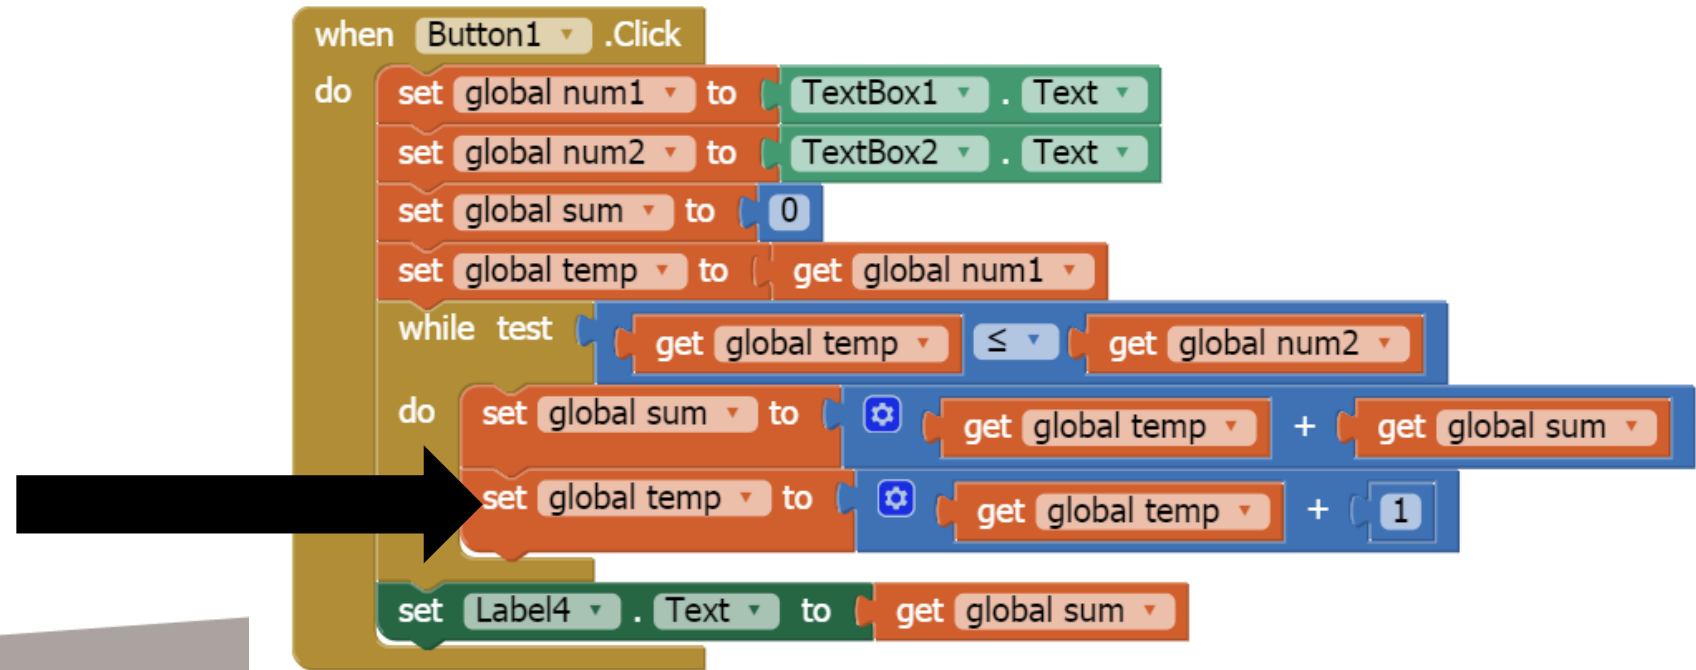 when Button1 .Click
do set global num1 to TextBox1 . Text
set global num2 to TextBox2 . Text
set global sum to 0
set global temp to get global num1
while test get global temp ≤ get global num2
do set global sum to get global temp + get global sum
set global temp to get global temp + 1
set Label4 . Text to get global sum